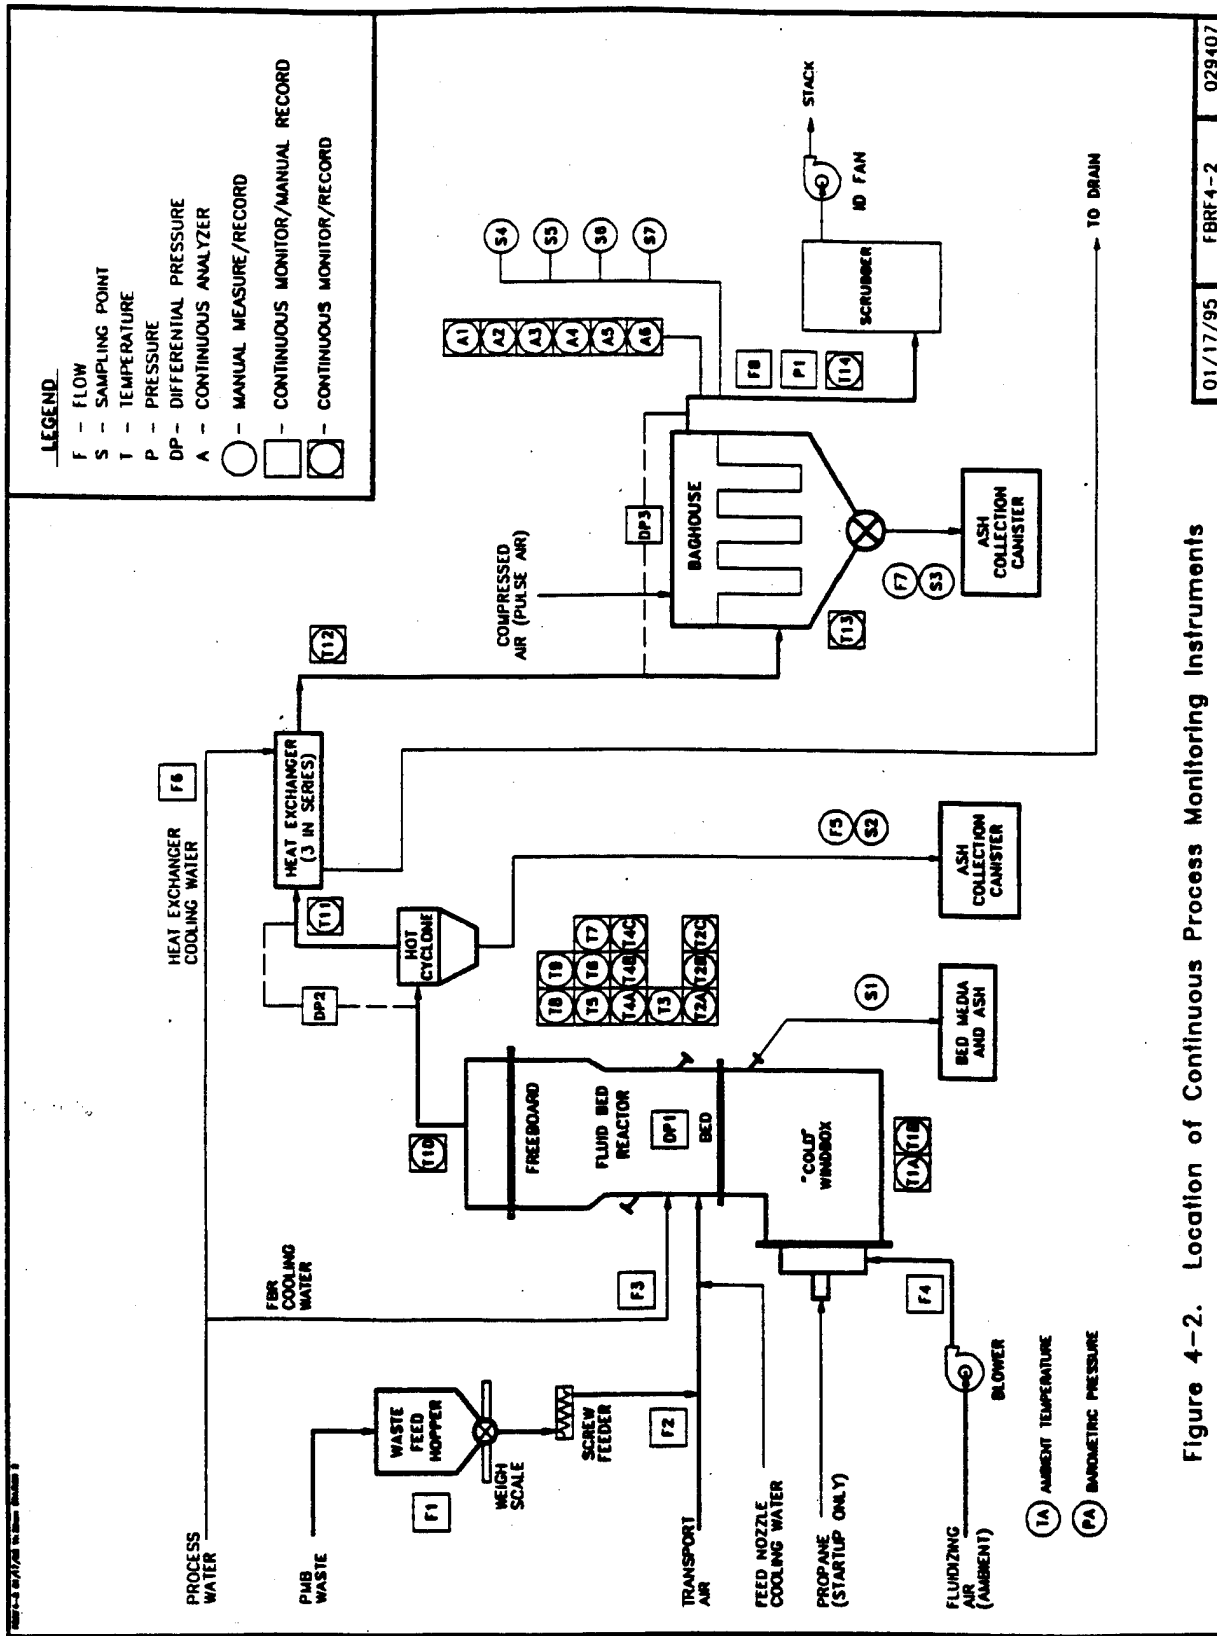 LEGEND
F - FLOW
S - SAMPLING POINT
T - TEMPERATURE
P - PRESSURE
DP - DIFFERENTIAL PRESSURE
A - CONTINUOUS ANALYZER
- MANUAL MEASURE/RECORD
- CONTINUOUS MONITOR/MANUAL RECORD
- CONTINUOUS MONITOR/RECORD
PROCESS
WATER
PMB
WASTE
WASTE
FEED
HOPPER
F1
WEIGH
SCALE
SCREW
FEEDER
F2
TRANSPORT
AIR
FEED NOZZLE
COOLING WATER
PROPANE
(STARTUP ONLY)
FLUIDIZING
AIR
(AMBIENT)
BLOWER
F4
TA
AMBIENT TEMPERATURE
PA
BAROMETRIC PRESSURE
FBR
COOLING
WATER
F3
T10
FREEBOARD
FLUID BED
REACTOR
DP1
BED
"COLD"
WINDBOX
T1A T1B
T8 T9
T5 T6 T7
T4A T4B T4C
T3
T2A T2B T2C
S1
BED MEDIA
AND ASH
DP2
HOT
CYCLONE
T11
F5
S2
ASH
COLLECTION
CANISTER
HEAT EXCHANGER
COOLING WATER
F6
HEAT EXCHANGER
(3 IN SERIES)
T12
COMPRESSED
AIR (PULSE AIR)
DP3
BAGHOUSE
T13
F7
S3
ASH
COLLECTION
CANISTER
A1
A2
A3
A4
A5
A6
S4
S5
S6
S7
F8
P1
T14
SCRUBBER
ID FAN
STACK
TO DRAIN
01/17/95 FBRF4-2 029407
Figure 4-2. Location of Continuous Process Monitoring Instruments